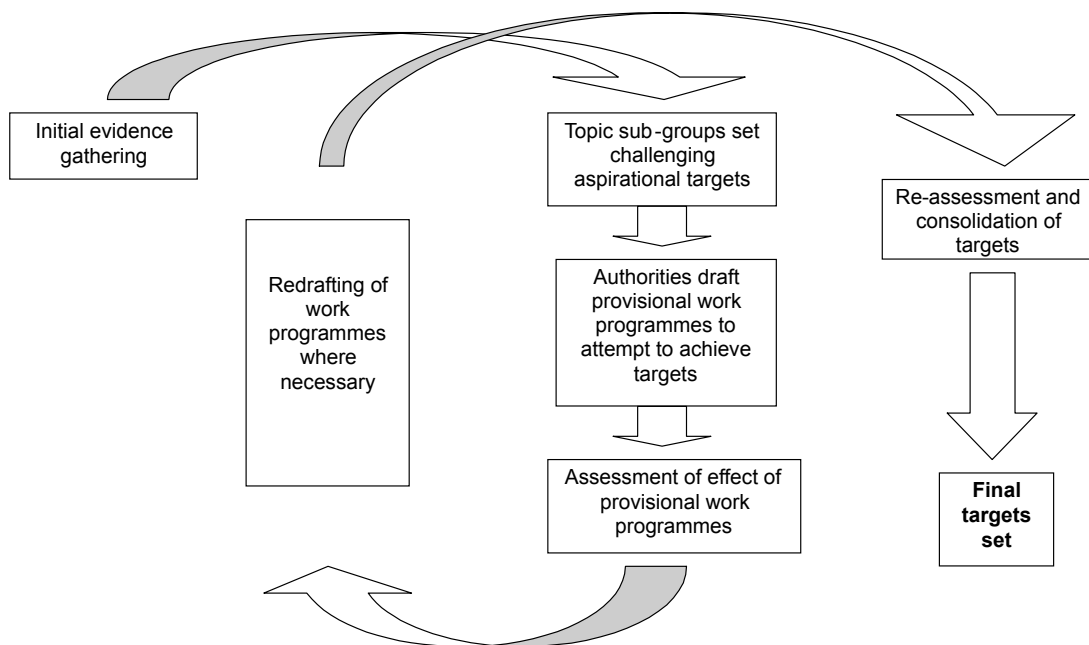 Initial evidence
gathering
Topic sub-groups set
challenging
aspirational targets
Authorities draft
provisional work
programmes to
attempt to achieve
targets
Assessment of effect of
provisional work
programmes
Redrafting of
work
programmes
where
necessary
Re-assessment and
consolidation of
targets
Final
targets
set